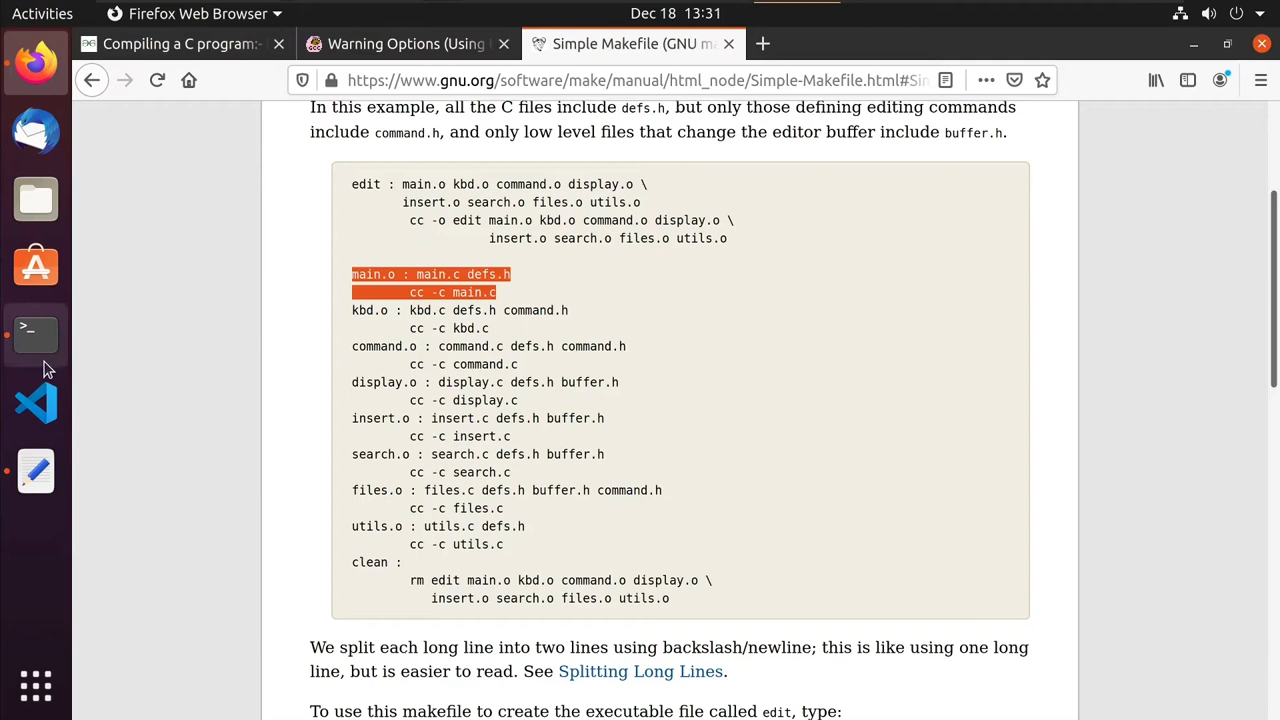 Activities
Firefox Web Browser
Dec 18 13:31
Compiling a C program:-
Warning Options (Using
Simple Makefile (GNU ma
https://www.gnu.org/software/make/manual/html_node/Simple-Makefile.html#Si
In this example, all the C files include defs.h, but only those defining editing commands
include command.h, and only low level files that change the editor buffer include buffer.h.
edit : main.o kbd.o command.o display.o \
insert.o search.o files.o utils.o
cc -o edit main.o kbd.o command.o display.o \
insert.o search.o files.o utils.o
main.o : main.c defs.h
cc -c main.c
kbd.o : kbd.c defs.h command.h
cc -c kbd.c
command.o : command.c defs.h command.h
cc -c command.c
display.o : display.c defs.h buffer.h
cc -c display.c
insert.o : insert.c defs.h buffer.h
cc -c insert.c
search.o : search.c defs.h buffer.h
cc -c search.c
files.o : files.c defs.h buffer.h command.h
cc -c files.c
utils.o : utils.c defs.h
cc -c utils.c
clean :
rm edit main.o kbd.o command.o display.o \
insert.o search.o files.o utils.o
We split each long line into two lines using backslash/newline; this is like using one long
line, but is easier to read. See Splitting Long Lines.
To use this makefile to create the executable file called edit, type: